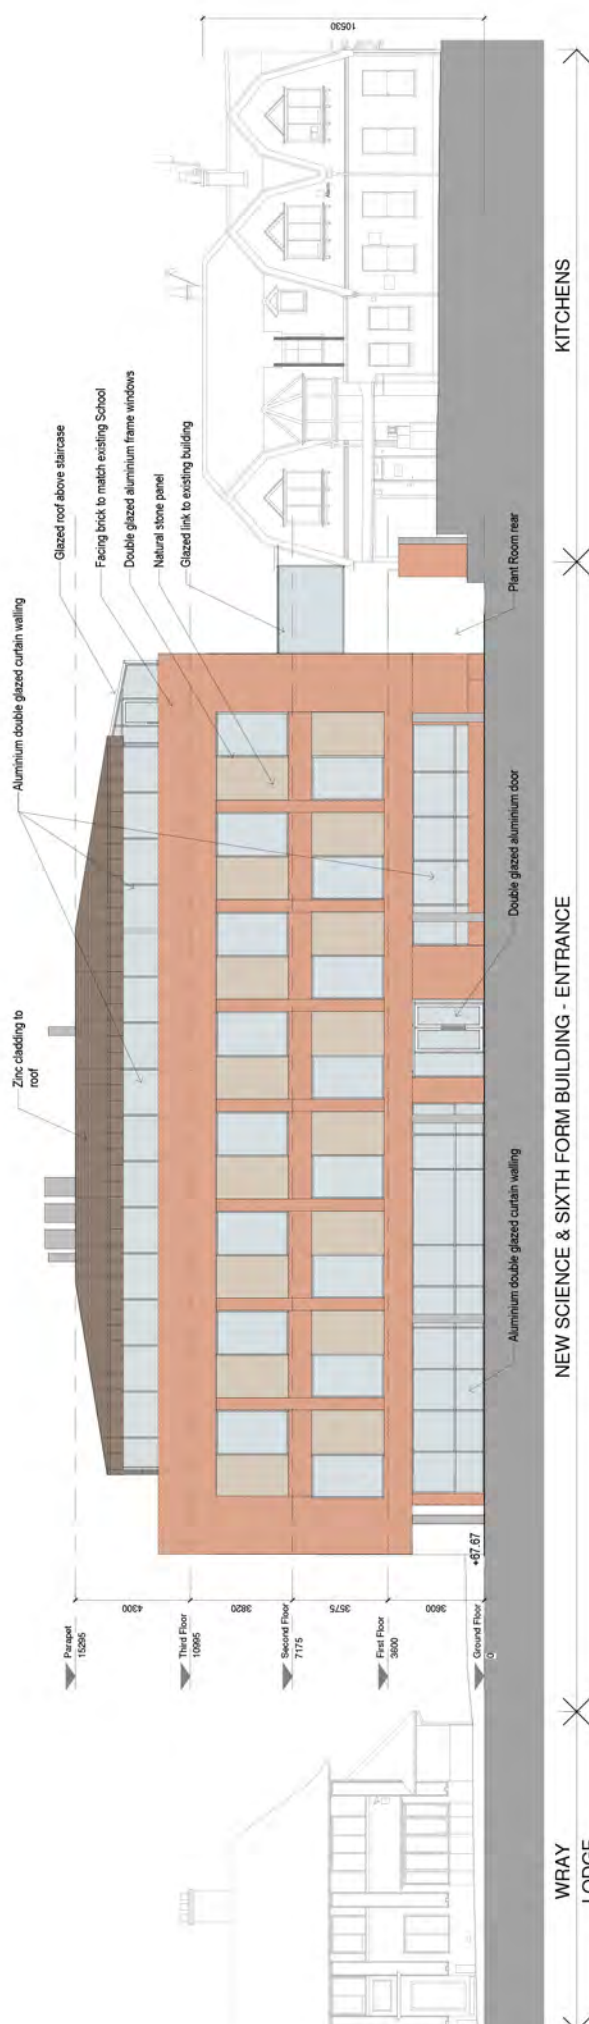 Zinc cladding to
roof
Aluminium double glazed curtain walling
Glazed roof above staircase
Facing brick to match existing School
Double glazed aluminium frame windows
Natural stone panel
Glazed link to existing building
10530
Parapet
15295
4300
Third Floor
10995
3820
Second Floor
7175
3575
First Floor
3600
3600
Ground Floor
0
+67.67
Aluminium double glazed curtain walling
Double glazed aluminium door
Plant Room rear
WRAY
LODGE
NEW SCIENCE & SIXTH FORM BUILDING - ENTRANCE
KITCHENS